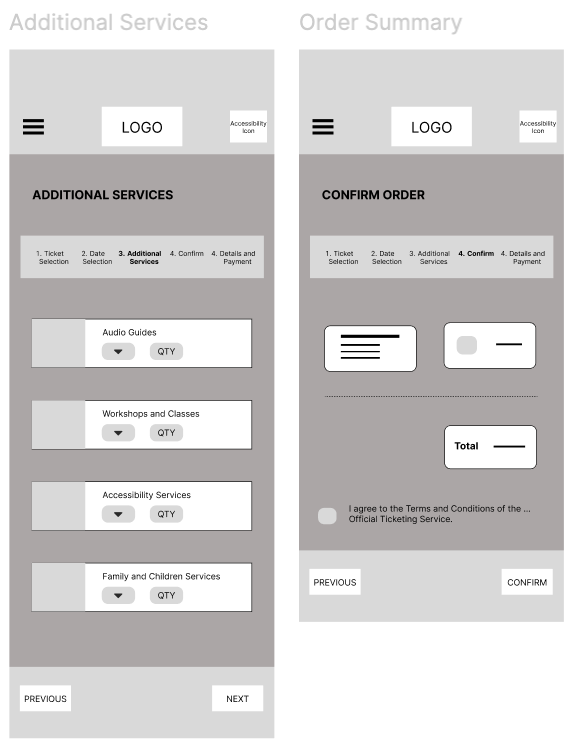 Additional Services
LOGO
Accessibility
Icon
ADDITIONAL SERVICES
1. Ticket
Selection
2. Date
Selection
3. Additional
Services
4. Confirm
4. Details and
Payment
Audio Guides
QTY
Workshops and Classes
QTY
Accessibility Services
QTY
Family and Children Services
QTY
PREVIOUS
NEXT
Order Summary
LOGO
Accessibility
Icon
CONFIRM ORDER
1. Ticket
Selection
2. Date
Selection
3. Additional
Services
4. Confirm
4. Details and
Payment
Total
I agree to the Terms and Conditions of the ...
Official Ticketing Service.
PREVIOUS
CONFIRM